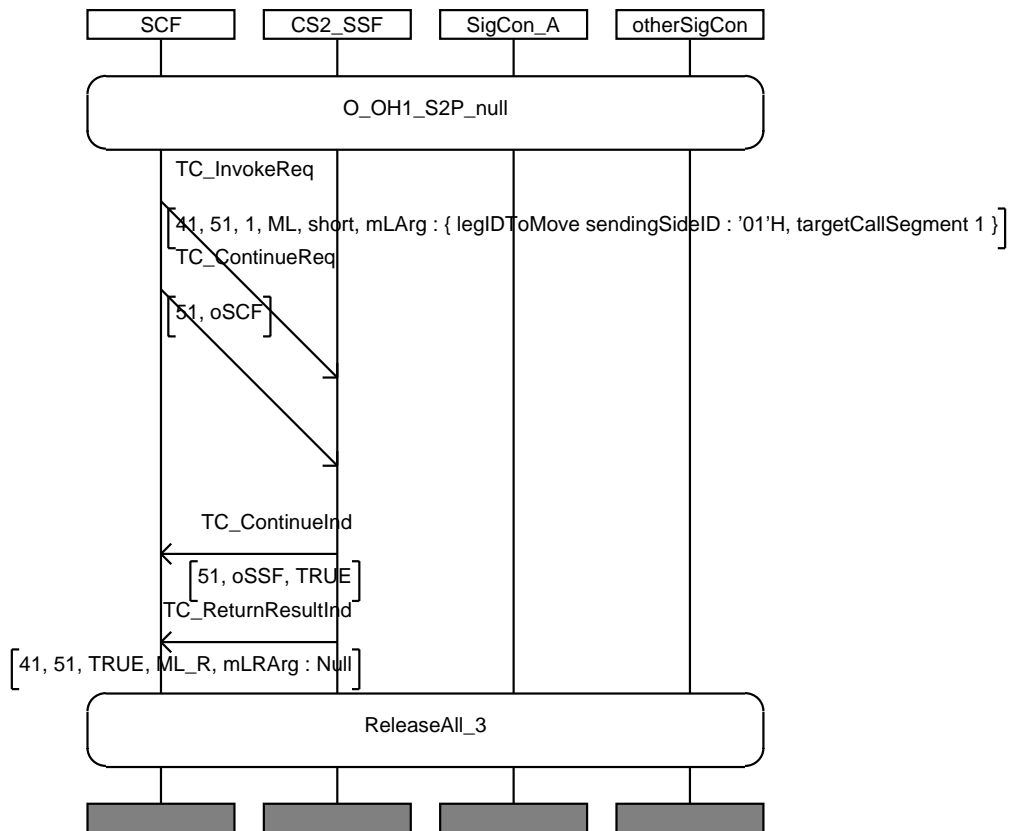 SCF CS2_SSF SigCon_A otherSigCon
O_OH1_S2P_null
TC_InvokeReq
41, 51, 1, ML, short, mLArg : { legIDToMove sendingSideID : '01'H, targetCallSegment 1 }
TC_ContinueReq
51, oSCF
TC_ContinueInd
51, oSSF, TRUE
TC_ReturnResultInd
41, 51, TRUE, ML_R, mLRArg : Null
ReleaseAll_3